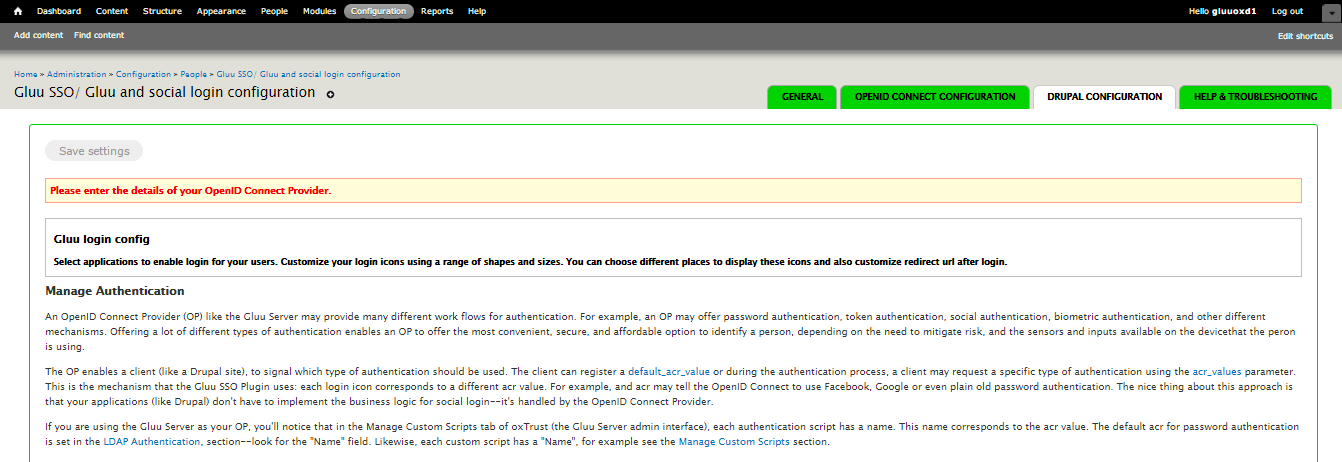 Dashboard Content Structure Appearance People Modules Configuration Reports Help Hello gluuoxd1 Log out
Add content Find content Edit shortcuts
Home » Administration » Configuration » People » Gluu SSO/ Gluu and social login configuration
Gluu SSO/ Gluu and social login configuration
GENERAL OPENID CONNECT CONFIGURATION DRUPAL CONFIGURATION HELP & TROUBLESHOOTING
Save settings
Please enter the details of your OpenID Connect Provider.
Gluu login config
Select applications to enable login for your users. Customize your login icons using a range of shapes and sizes. You can choose different places to display these icons and also customize redirect url after login.
Manage Authentication
An OpenID Connect Provider (OP) like the Gluu Server may provide many different work flows for authentication. For example, an OP may offer password authentication, token authentication, social authentication, biometric authentication, and other different
mechanisms. Offering a lot of different types of authentication enables an OP to offer the most convenient, secure, and affordable option to identify a person, depending on the need to mitigate risk, and the sensors and inputs available on the devicethat the peron
is using.
The OP enables a client (like a Drupal site), to signal which type of authentication should be used. The client can register a default_acr_value or during the authentication process, a client may request a specific type of authentication using the acr_values parameter.
This is the mechanism that the Gluu SSO Plugin uses: each login icon corresponds to a different acr value. For example, and acr may tell the OpenID Connect to use Facebook, Google or even plain old password authentication. The nice thing about this approach is
that your applications (like Drupal) don't have to implement the business logic for social login--it's handled by the OpenID Connect Provider.
If you are using the Gluu Server as your OP, you'll notice that in the Manage Custom Scripts tab of oxTrust (the Gluu Server admin interface), each authentication script has a name. This name corresponds to the acr value. The default acr for password authentication
is set in the LDAP Authentication, section--look for the "Name" field. Likewise, each custom script has a "Name", for example see the Manage Custom Scripts section.